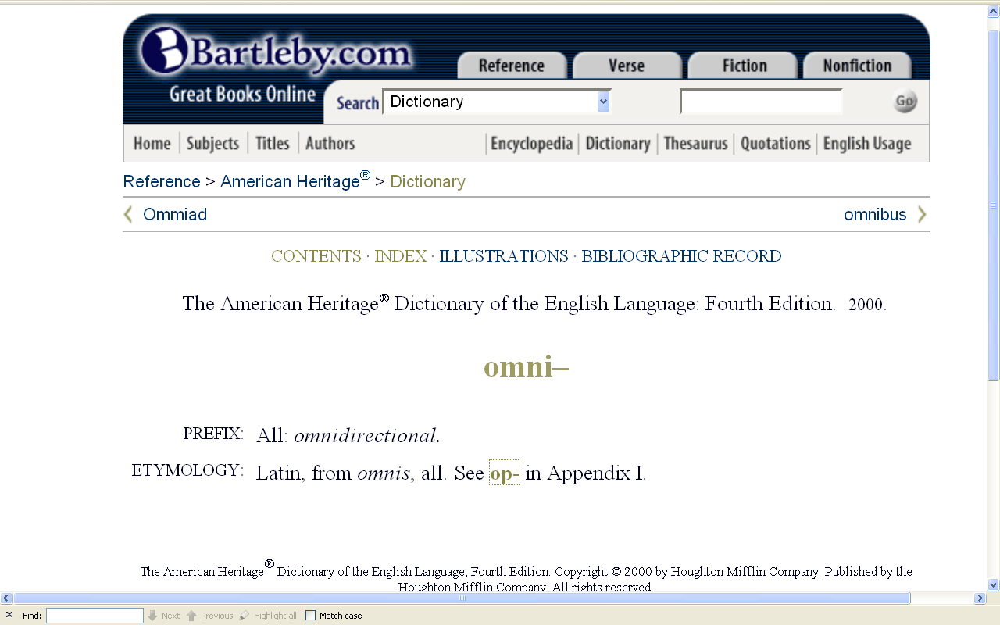 Bartleby.com
Reference Verse Fiction Nonfiction
Great Books Online
Search Dictionary Go
Home Subjects Titles Authors Encyclopedia Dictionary Thesaurus Quotations English Usage
Reference > American Heritage® > Dictionary
Ommiad omnibus
CONTENTS · INDEX · ILLUSTRATIONS · BIBLIOGRAPHIC RECORD
The American Heritage® Dictionary of the English Language: Fourth Edition. 2000.
omni–
PREFIX: All: omnidirectional.
ETYMOLOGY: Latin, from omnis, all. See op- in Appendix I.
The American Heritage® Dictionary of the English Language, Fourth Edition. Copyright © 2000 by Houghton Mifflin Company. Published by the
Houghton Mifflin Company. All rights reserved.
Find: Next Previous Highlight all Match case